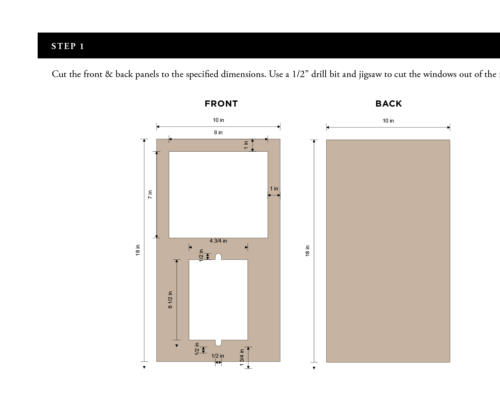 STEP 1
Cut the front & back panels to the specified dimensions. Use a 1/2" drill bit and jigsaw to cut the windows out of the
FRONT
BACK
10 in
10 in
8 in
1 in
1 in
7 in
4 3/4 in
1/2 in
18 in
18 in
6 1/2 in
1/2 in
1/2 in
1 3/4 in